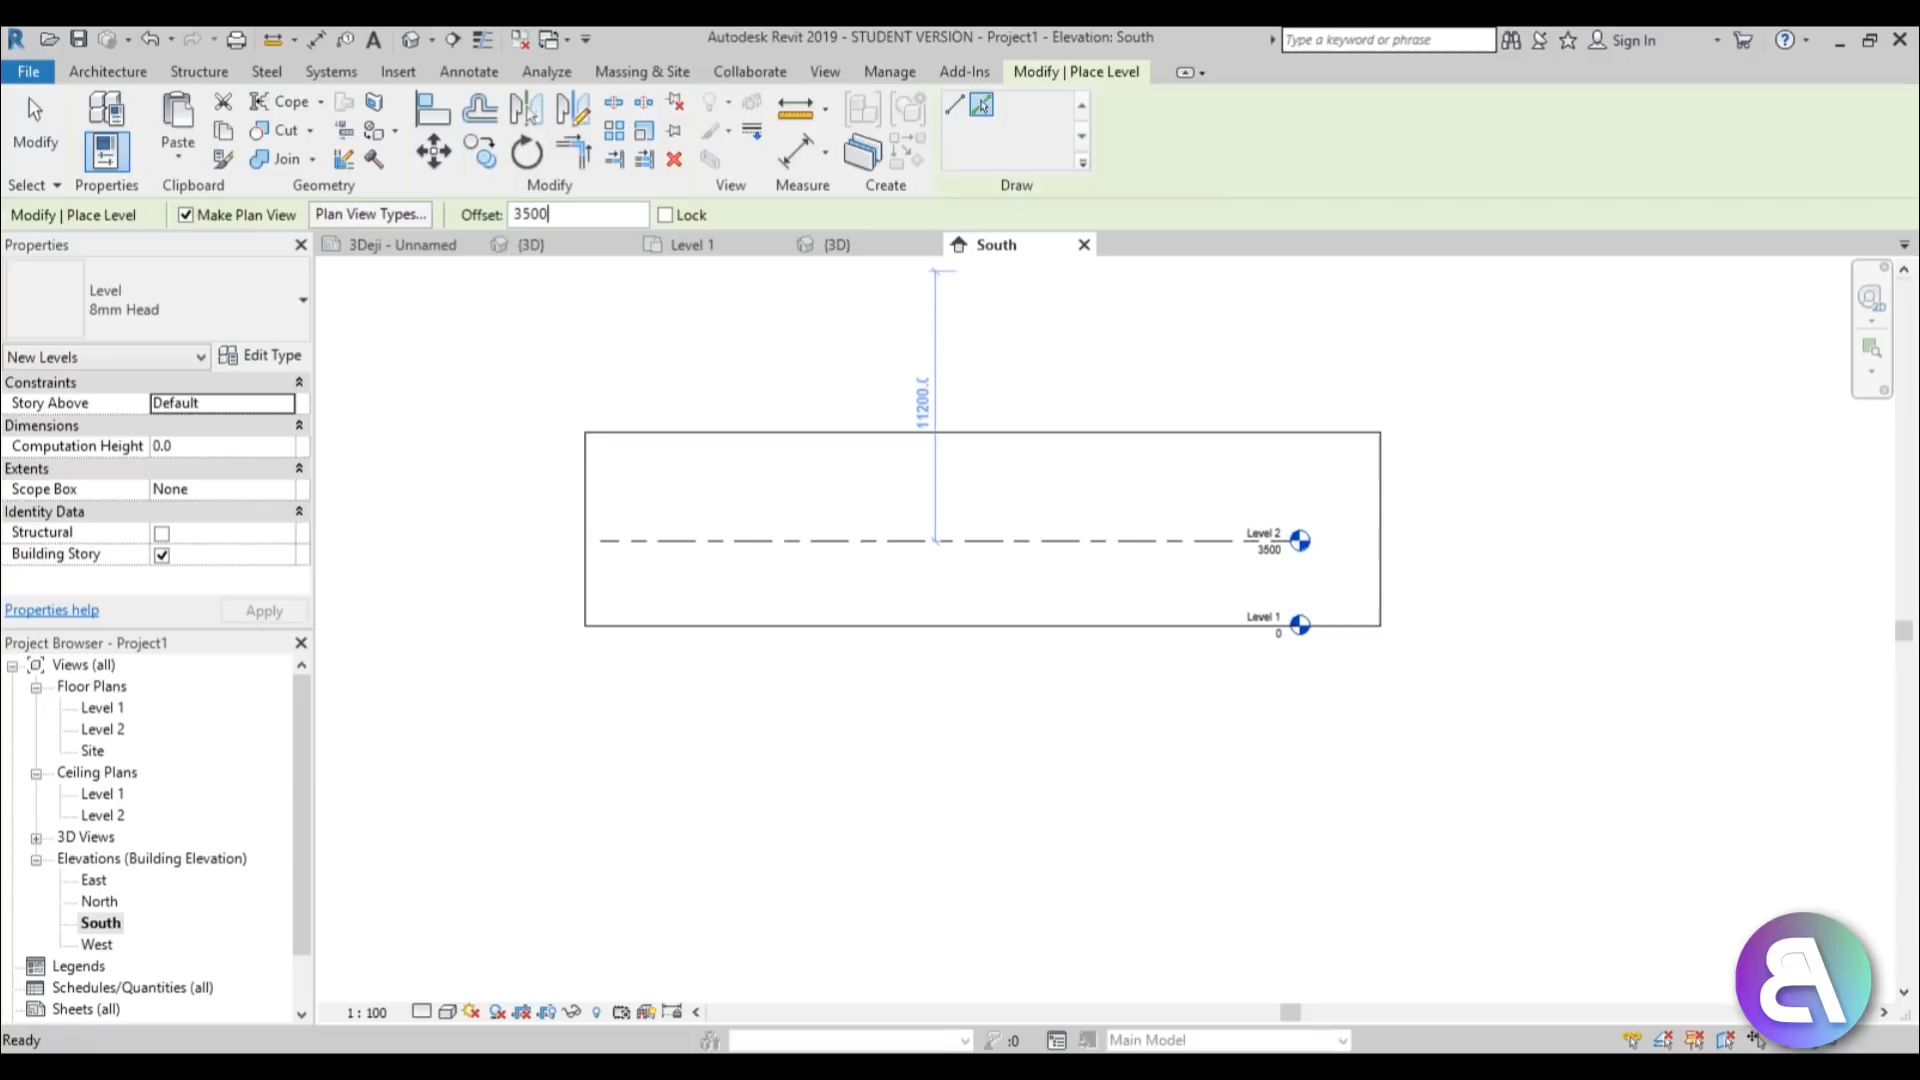 Autodesk Revit 2019 - STUDENT VERSION - Project1 - Elevation: South
Type a keyword or phrase
Sign In
File Architecture Structure Steel Systems Insert Annotate Analyze Massing & Site Collaborate View Manage Add-Ins Modify | Place Level
Modify
Paste
Cope
Cut
Join
Select Properties Clipboard Geometry Modify View Measure Create Draw
Modify | Place Level Make Plan View Plan View Types... Offset: 3500 Lock
Properties
3Deji - Unnamed {3D} Level 1 {3D} South
Level
8mm Head
New Levels Edit Type
Constraints
Story Above Default
Dimensions
Computation Height 0.0
Extents
Scope Box None
Identity Data
Structural
Building Story
Properties help Apply
11200.0
Level 2
3500
Level 1
0
Project Browser - Project1
Views (all)
Floor Plans
Level 1
Level 2
Site
Ceiling Plans
Level 1
Level 2
3D Views
Elevations (Building Elevation)
East
North
South
West
Legends
Schedules/Quantities (all)
Sheets (all)
1 : 100
Ready
:0
Main Model